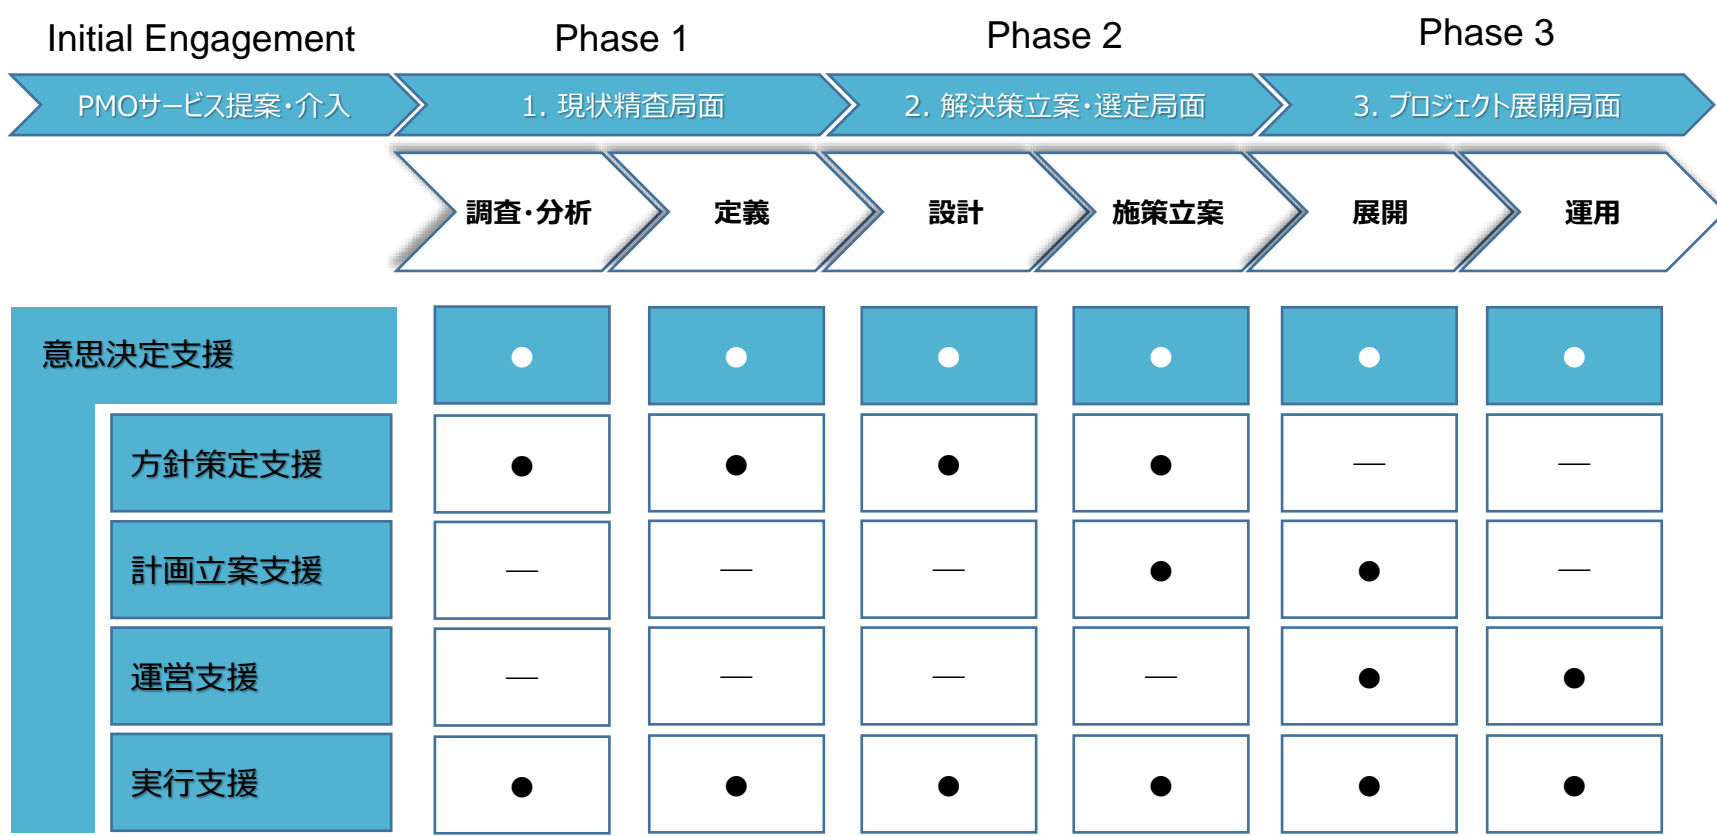 Initial Engagement
Phase 1
Phase 2
Phase 3
PMOサービス提案・介入
1. 現状精査局面
2. 解決策立案・選定局面
3. プロジェクト展開局面
調査・分析
定義
設計
施策立案
展開
運用
意思決定支援 ● ● ● ● ● ●
方針策定支援 ● ● ● ● — —
計画立案支援 — — — ● ● —
運営支援 — — — — ● ●
実行支援 ● ● ● ● ● ●